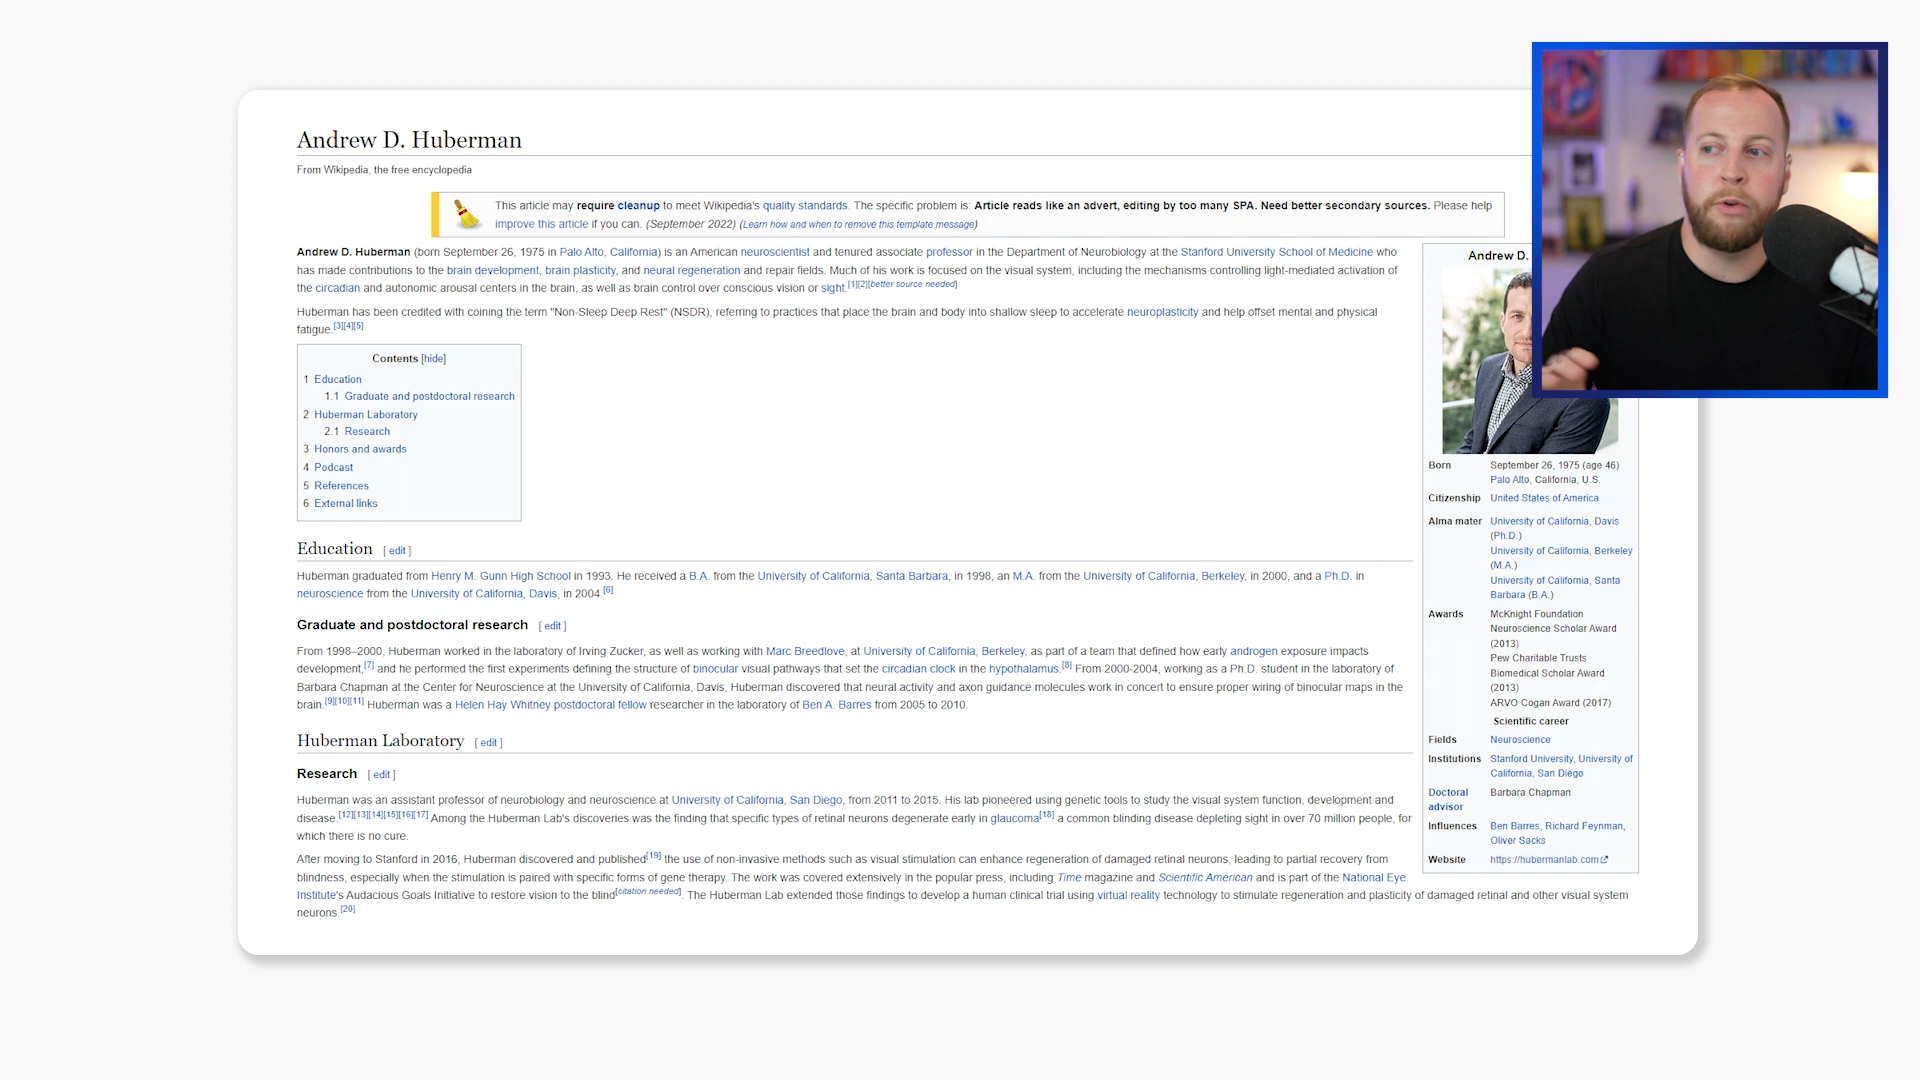 Andrew D. Huberman
From Wikipedia, the free encyclopedia
This article may require cleanup to meet Wikipedia's quality standards. The specific problem is: Article reads like an advert, editing by too many SPA. Need better secondary sources. Please help
improve this article if you can. (September 2022) (Learn how and when to remove this template message)
Andrew D. Huberman (born September 26, 1975 in Palo Alto, California) is an American neuroscientist and tenured associate professor in the Department of Neurobiology at the Stanford University School of Medicine who
has made contributions to the brain development, brain plasticity, and neural regeneration and repair fields. Much of his work is focused on the visual system, including the mechanisms controlling light-mediated activation of
the circadian and autonomic arousal centers in the brain, as well as brain control over conscious vision or sight.[1][2][better source needed]
Huberman has been credited with coining the term "Non-Sleep Deep Rest" (NSDR), referring to practices that place the brain and body into shallow sleep to accelerate neuroplasticity and help offset mental and physical
fatigue.[3][4][5]
Contents [hide]
1 Education
1.1 Graduate and postdoctoral research
2 Huberman Laboratory
2.1 Research
3 Honors and awards
4 Podcast
5 References
6 External links
Education [ edit ]
Huberman graduated from Henry M. Gunn High School in 1993. He received a B.A. from the University of California, Santa Barbara, in 1998, an M.A. from the University of California, Berkeley, in 2000, and a Ph.D. in
neuroscience from the University of California, Davis, in 2004.[6]
Graduate and postdoctoral research [ edit ]
From 1998–2000, Huberman worked in the laboratory of Irving Zucker, as well as working with Marc Breedlove, at University of California, Berkeley, as part of a team that defined how early androgen exposure impacts
development,[7] and he performed the first experiments defining the structure of binocular visual pathways that set the circadian clock in the hypothalamus.[8] From 2000-2004, working as a Ph.D. student in the laboratory of
Barbara Chapman at the Center for Neuroscience at the University of California, Davis, Huberman discovered that neural activity and axon guidance molecules work in concert to ensure proper wiring of binocular maps in the
brain.[9][10][11] Huberman was a Helen Hay Whitney postdoctoral fellow researcher in the laboratory of Ben A. Barres from 2005 to 2010.
Huberman Laboratory [ edit ]
Research [ edit ]
Huberman was an assistant professor of neurobiology and neuroscience at University of California, San Diego, from 2011 to 2015. His lab pioneered using genetic tools to study the visual system function, development and
disease.[12][13][14][15][16][17] Among the Huberman Lab's discoveries was the finding that specific types of retinal neurons degenerate early in glaucoma[18] a common blinding disease depleting sight in over 70 million people, for
which there is no cure.
After moving to Stanford in 2016, Huberman discovered and published[19] the use of non-invasive methods such as visual stimulation can enhance regeneration of damaged retinal neurons, leading to partial recovery from
blindness, especially when the stimulation is paired with specific forms of gene therapy. The work was covered extensively in the popular press, including Time magazine and Scientific American and is part of the National Eye
Institute's Audacious Goals Initiative to restore vision to the blind[citation needed]. The Huberman Lab extended those findings to develop a human clinical trial using virtual reality technology to stimulate regeneration and plasticity of damaged retinal and other visual system
neurons.[20]
Andrew D.
Born September 26, 1975 (age 46)
Palo Alto, California, U.S.
Citizenship United States of America
Alma mater University of California, Davis
(Ph.D.)
University of California, Berkeley
(M.A.)
University of California, Santa
Barbara (B.A.)
Awards McKnight Foundation
Neuroscience Scholar Award
(2013)
Pew Charitable Trusts
Biomedical Scholar Award
(2013)
ARVO Cogan Award (2017)
Scientific career
Fields Neuroscience
Institutions Stanford University, University of
California, San Diego
Doctoral Barbara Chapman
advisor
Influences Ben Barres, Richard Feynman,
Oliver Sacks
Website https://hubermanlab.com